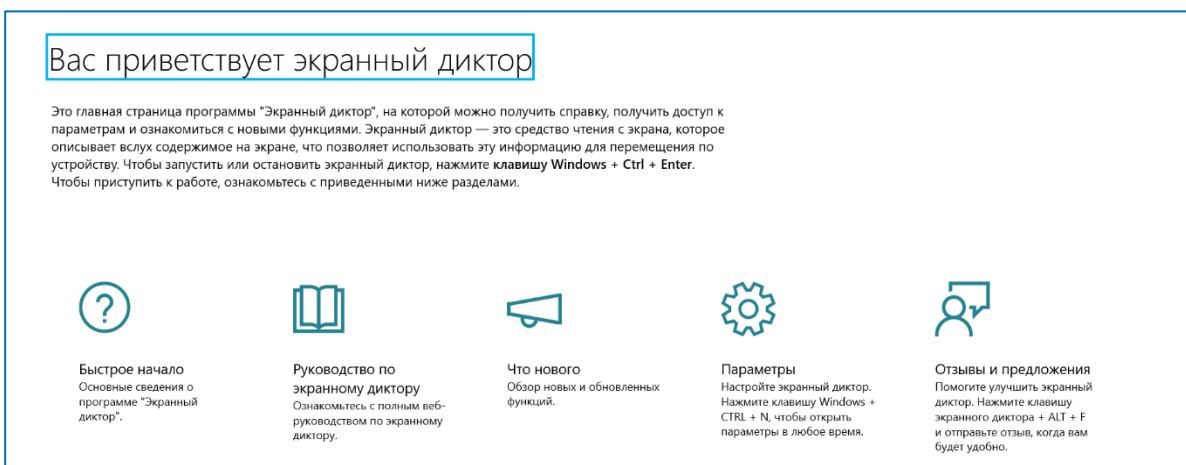 Вас приветствует экранный диктор
Это главная страница программы "Экранный диктор", на которой можно получить справку, получить доступ к
параметрам и ознакомиться с новыми функциями. Экранный диктор — это средство чтения с экрана, которое
описывает вслух содержимое на экране, что позволяет использовать эту информацию для перемещения по
устройству. Чтобы запустить или остановить экранный диктор, нажмите клавишу Windows + Ctrl + Enter.
Чтобы приступить к работе, ознакомьтесь с приведенными ниже разделами.
Быстрое начало
Основные сведения о
программе "Экранный
диктор".
Руководство по
экранному диктору
Ознакомьтесь с полным веб-
руководством по экранному
диктору.
Что нового
Обзор новых и обновленных
функций.
Параметры
Настройте экранный диктор.
Нажмите клавишу Windows +
CTRL + N, чтобы открыть
параметры в любое время.
Отзывы и предложения
Помогите улучшить экранный
диктор. Нажмите клавишу
экранного диктора + ALT + F
и отправьте отзыв, когда вам
будет удобно.